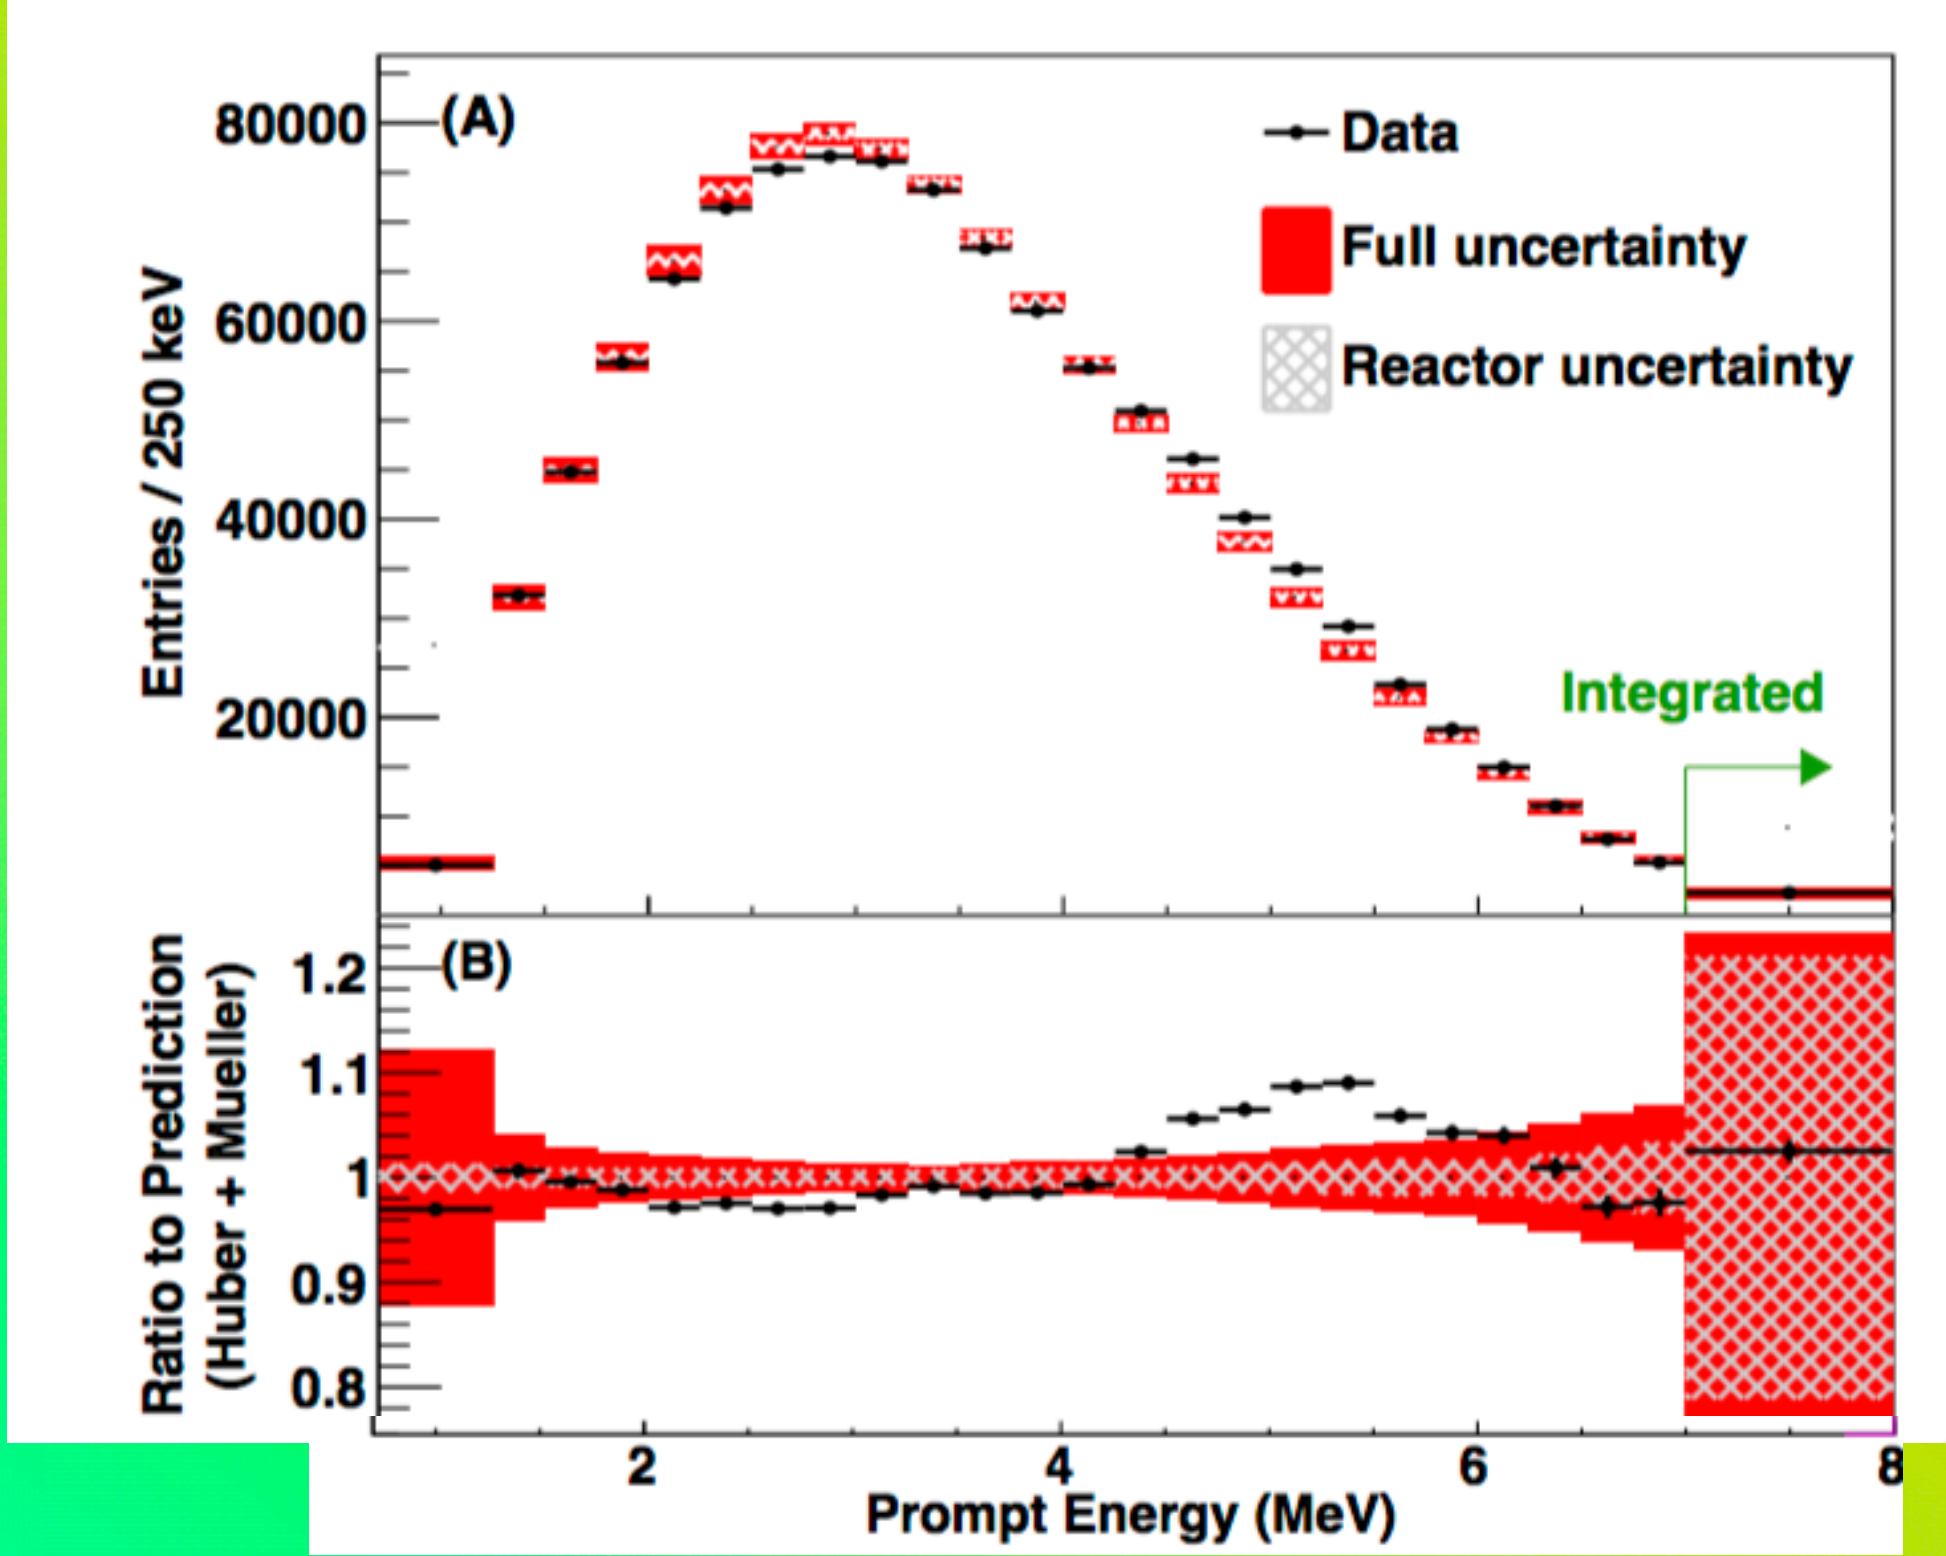 (A)
Data
Full uncertainty
Reactor uncertainty
Integrated
80000
60000
40000
20000
Entries / 250 keV
(B)
1.2
1.1
1
0.9
0.8
Ratio to Prediction
(Huber + Mueller)
2 4 6 8
Prompt Energy (MeV)